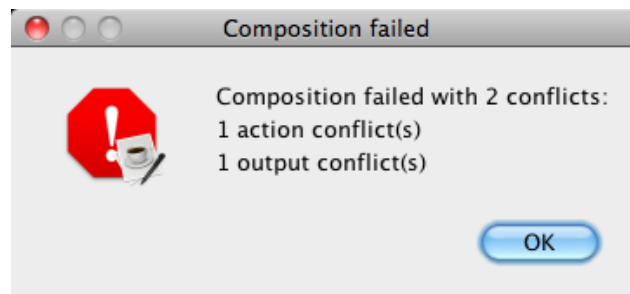 Composition failed
Composition failed with 2 conflicts:
1 action conflict(s)
1 output conflict(s)
OK